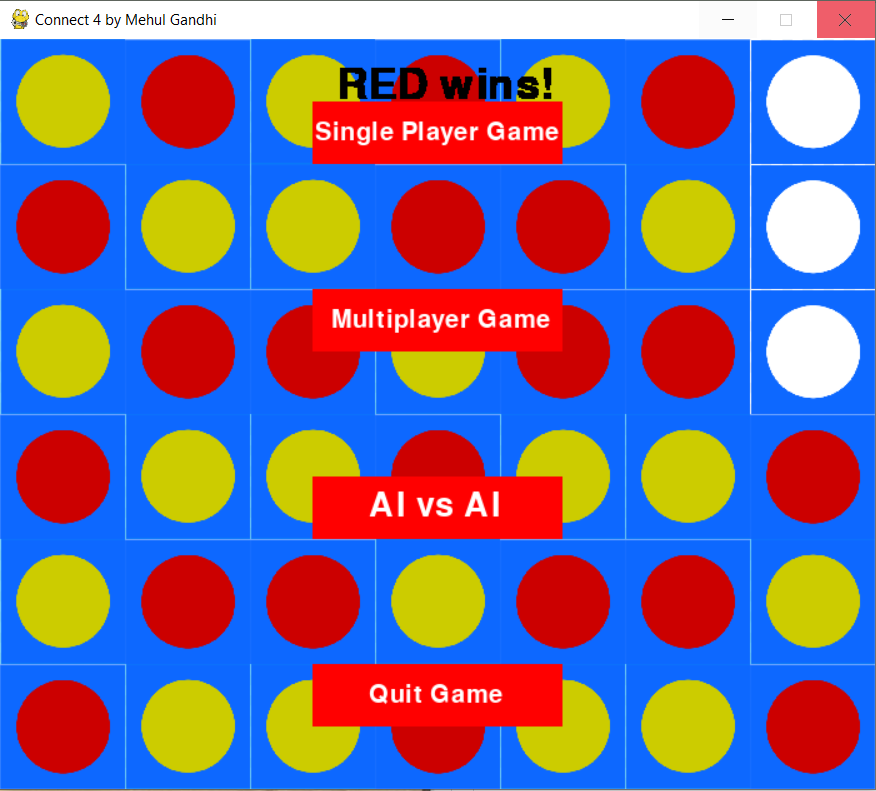 Connect 4 by Mehul Gandhi
RED wins!
Single Player Game
Multiplayer Game
AI vs AI
Quit Game